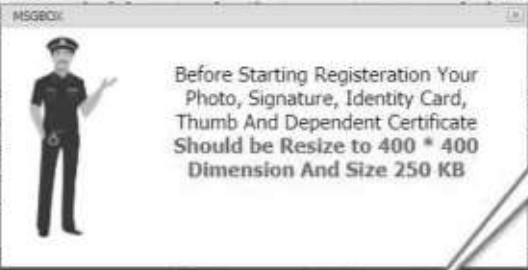 MSGBOX
Before Starting Registeration Your
Photo, Signature, Identity Card,
Thumb And Dependent Certificate
Should be Resize to 400 * 400
Dimension And Size 250 KB